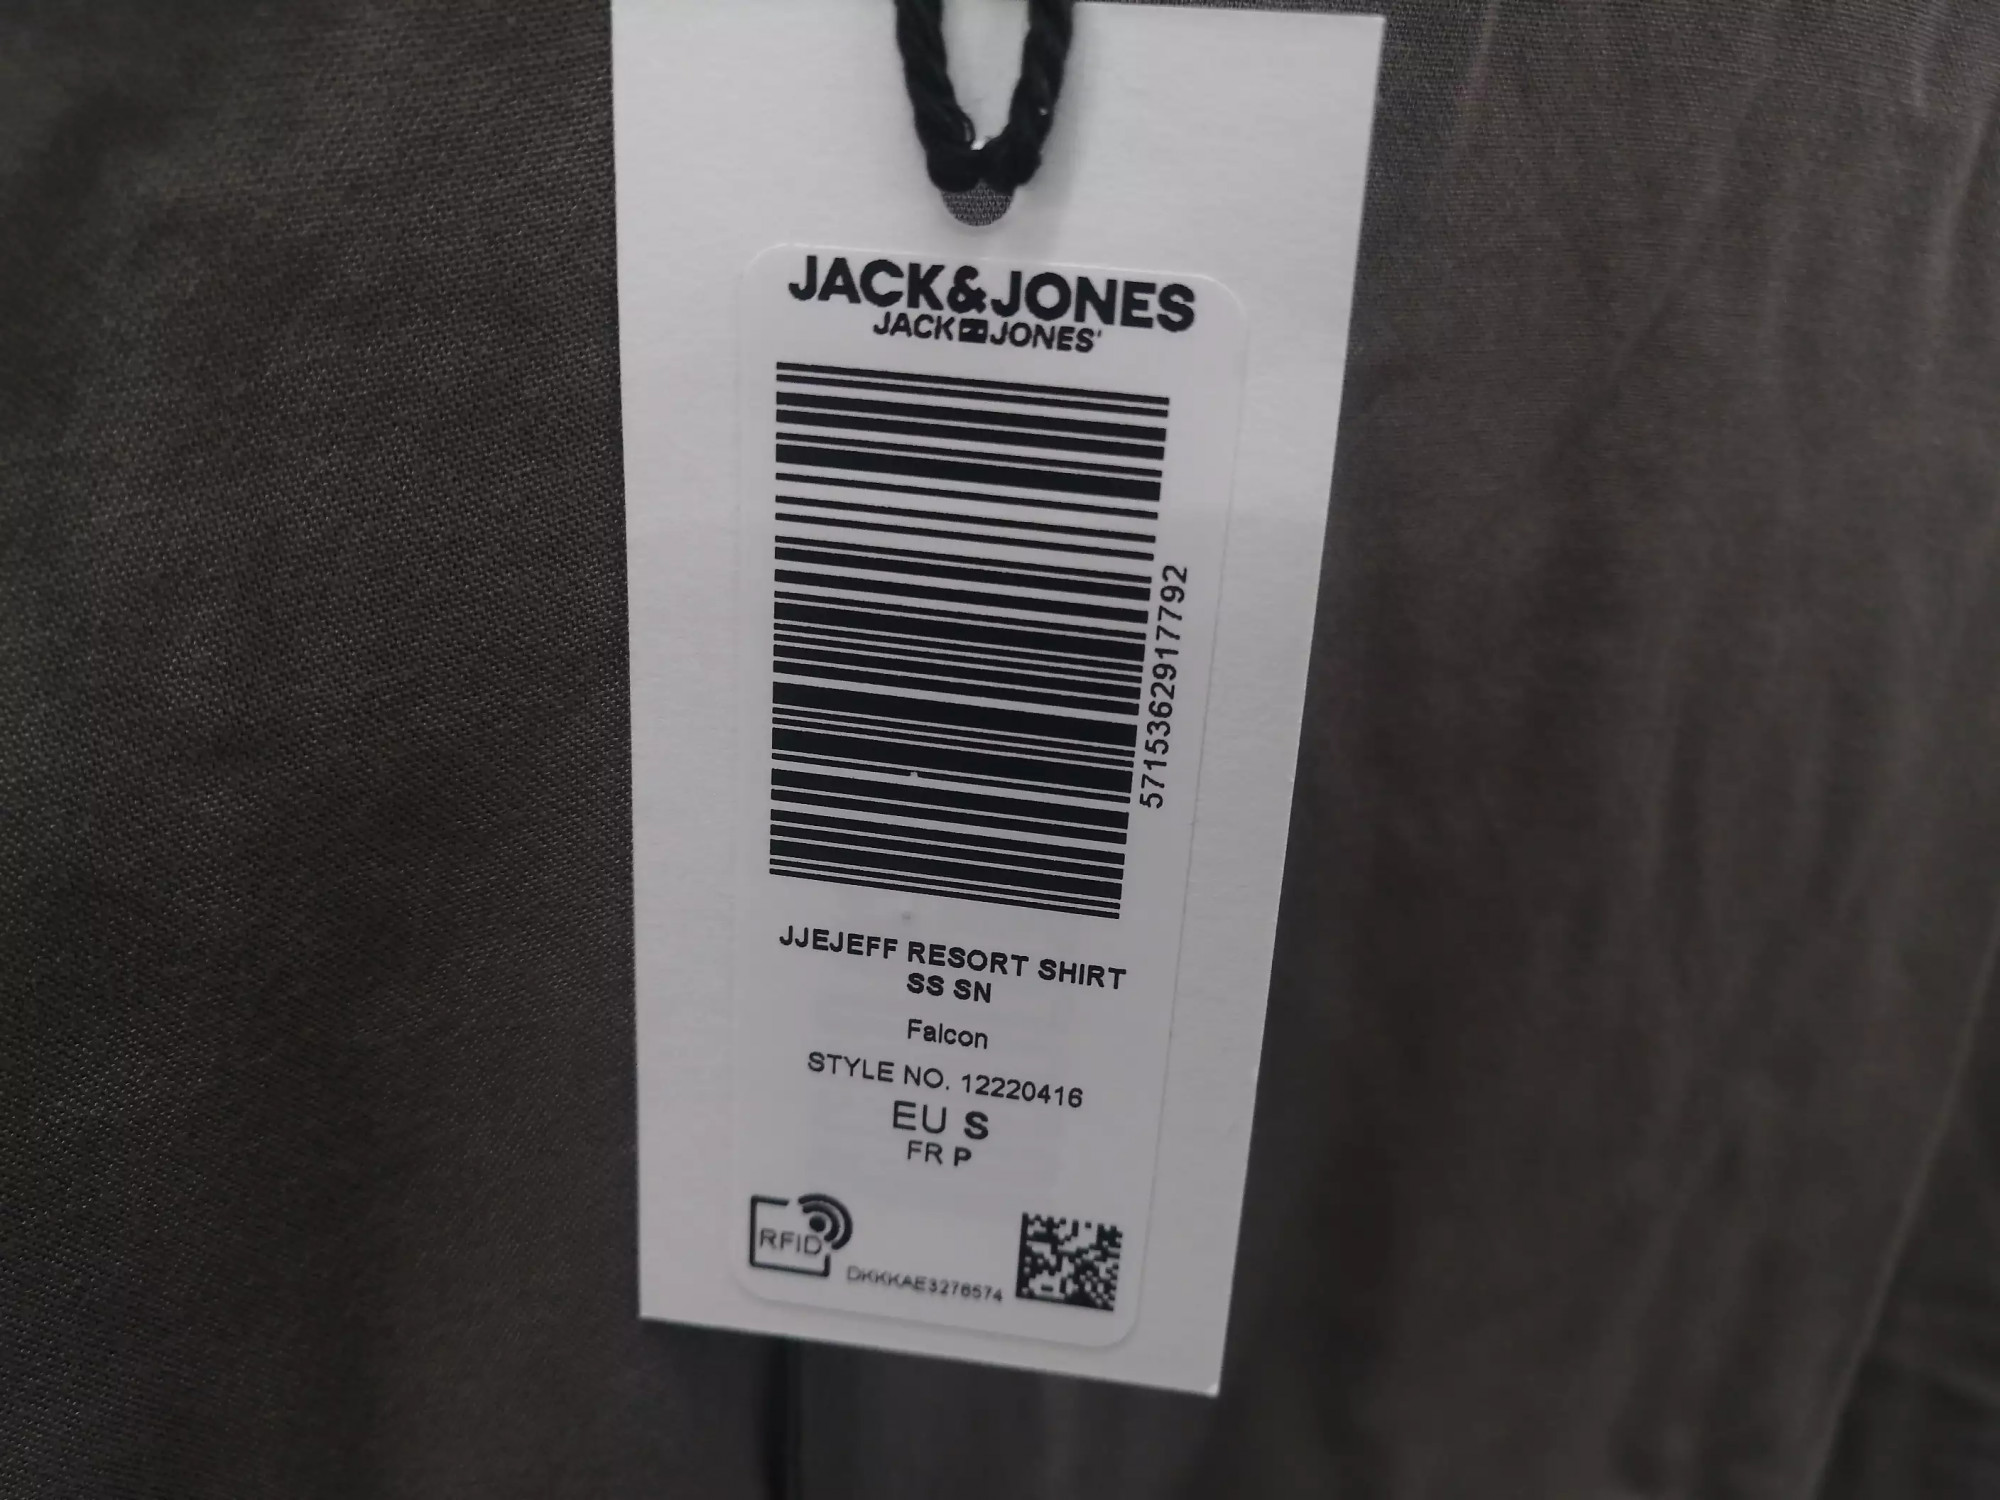 JACK&JONES
JACK JONES'
5715362917792
JJEJEFF RESORT SHIRT
SS SN
Falcon
STYLE NO. 12220416
EU S
FR P
RFID
DKKKAE3276574